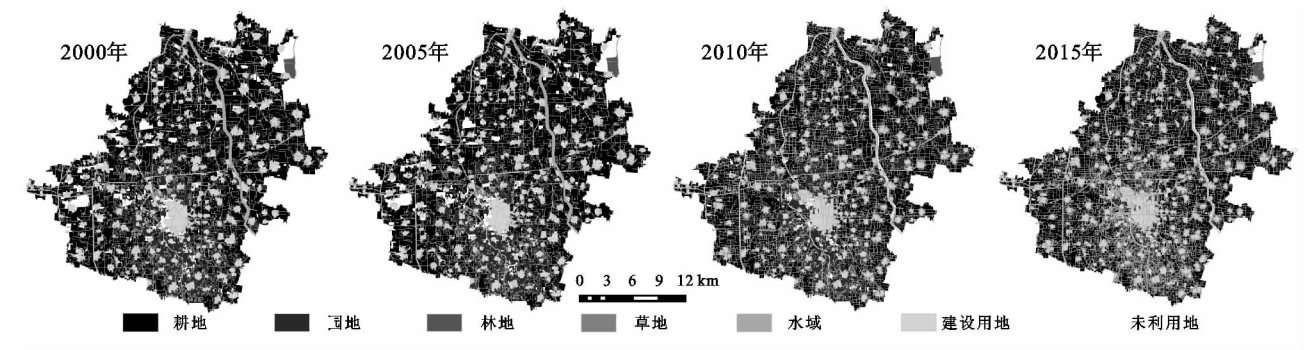 2000年 2005年 2010年 2015年
0 3 6 9 12 km
耕地 园地 林地 草地 水域 建设用地 未利用地